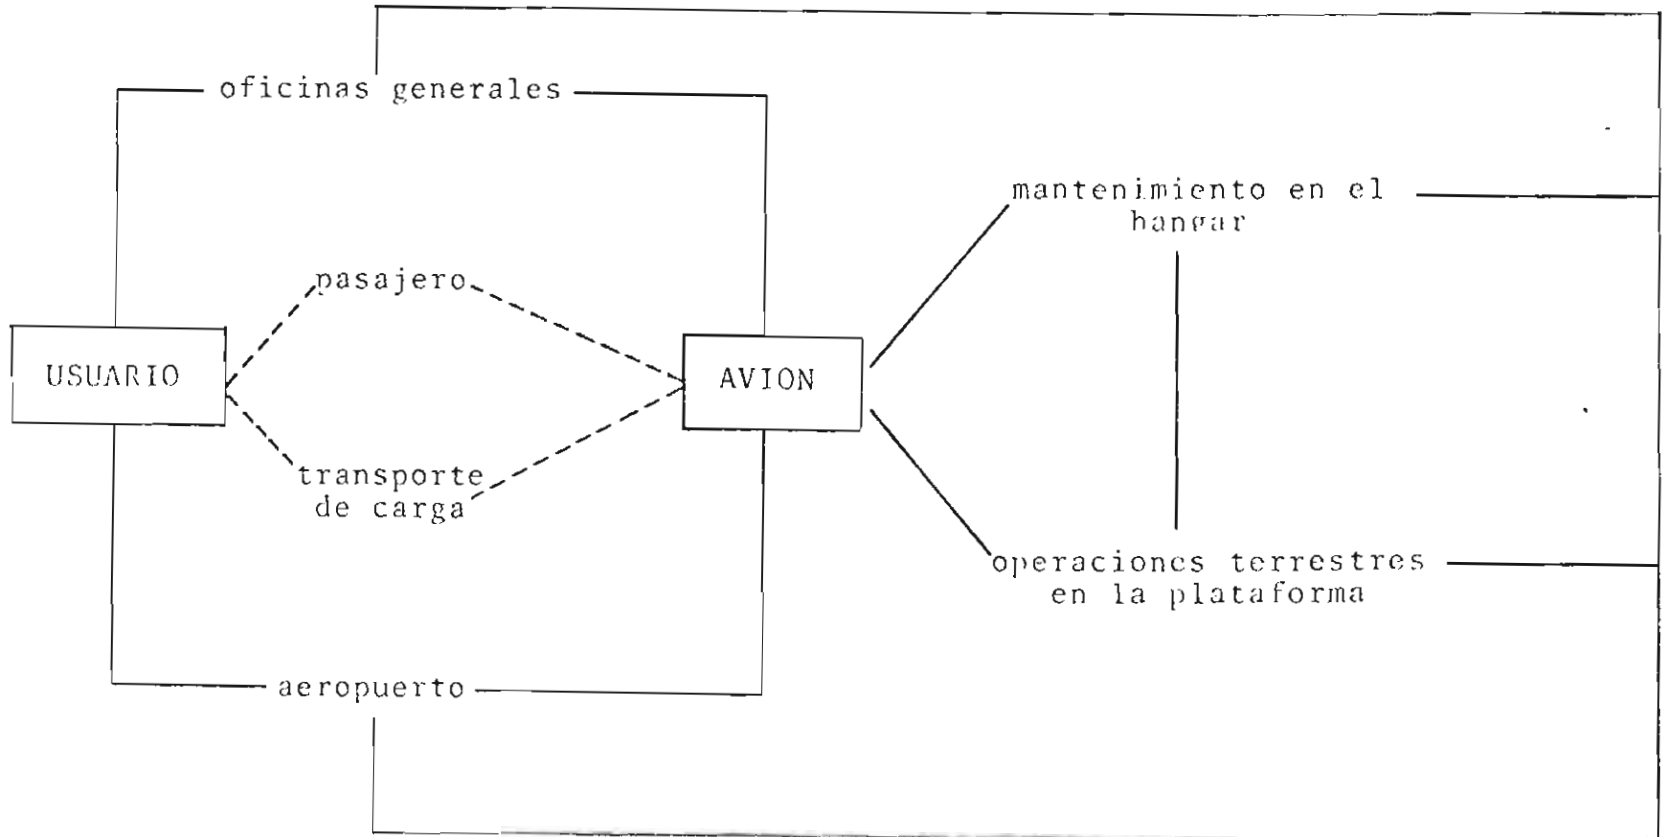 oficinas generales
mantenimiento en el
hangar
pasajero
USUARIO
AVION
transporte
de carga
operaciones terrestres
en la plataforma
aeropuerto